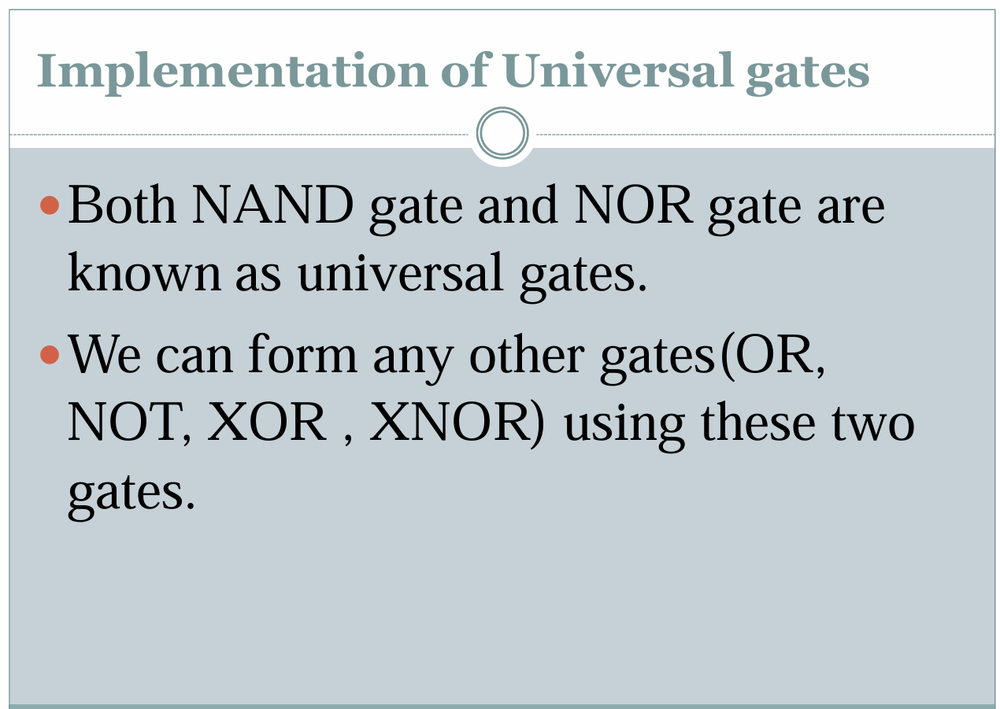 Implementation of Universal gates
Both NAND gate and NOR gate are
known as universal gates.
We can form any other gates(OR,
NOT, XOR , XNOR) using these two
gates.